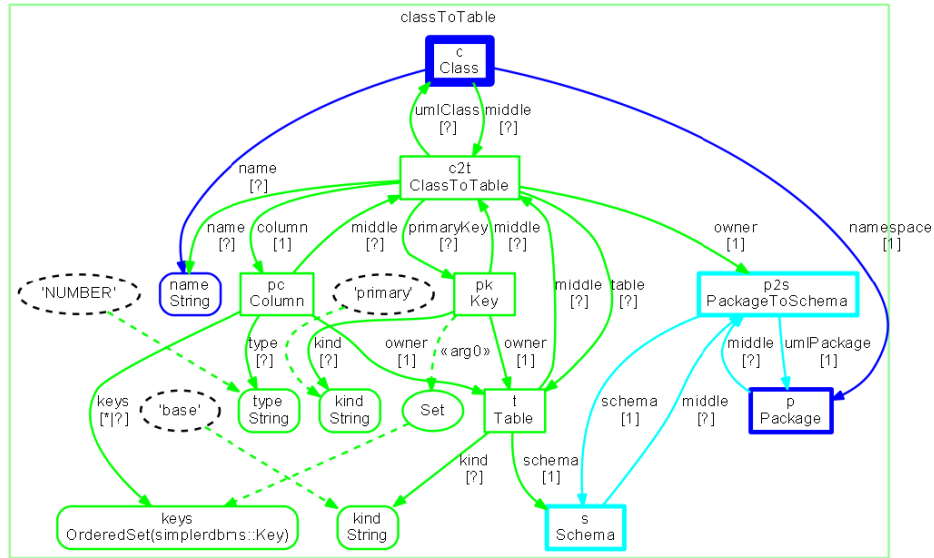 classToTable
c
Class
umlClass
[?]
middle
[?]
name
[?]
c2t
ClassToTable
name
[?]
column
[1]
middle
[?]
primaryKey
[?]
middle
[?]
middle
[?]
table
[?]
owner
[1]
namespace
[1]
'NUMBER'
name
String
pc
Column
'primary'
pk
Key
p2s
PackageToSchema
keys
[*|?]
type
[?]
kind
[?]
owner
[1]
«arg0»
owner
[1]
schema
[1]
middle
[?]
middle
[?]
umlPackage
[1]
'base'
type
String
kind
String
Set
t
Table
p
Package
kind
[?]
schema
[1]
keys
OrderedSet(simplerdbms::Key)
kind
String
s
Schema